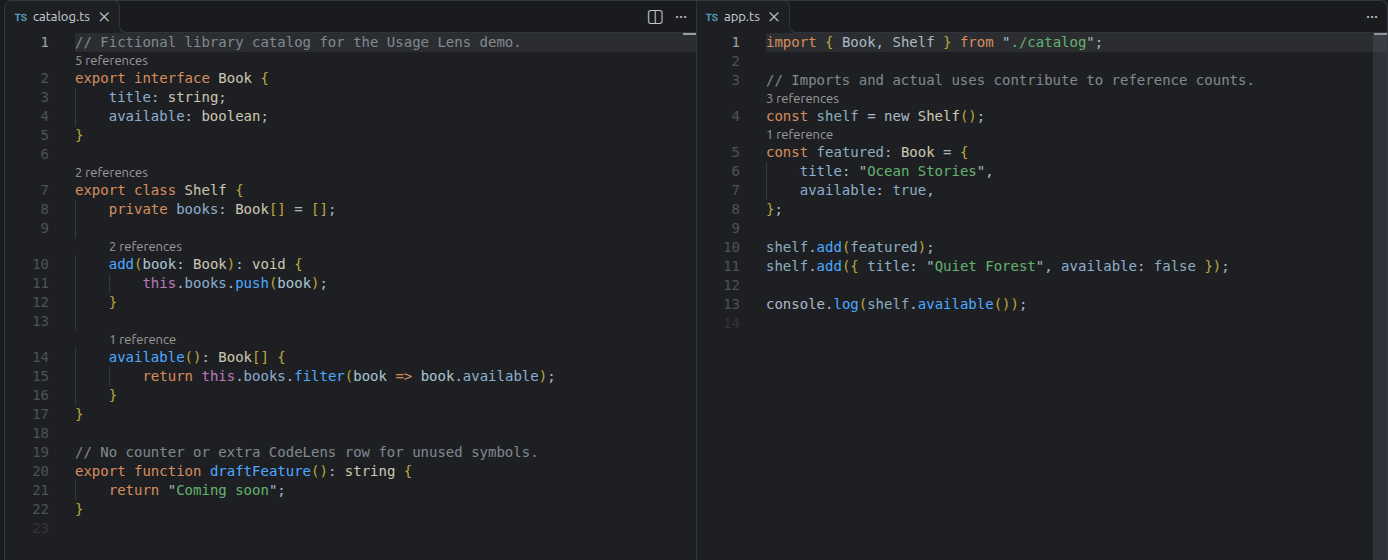 TS catalog.ts ×
1 // Fictional library catalog for the Usage Lens demo.
5 references
2 export interface Book {
3     title: string;
4     available: boolean;
5 }
6
2 references
7 export class Shelf {
8     private books: Book[] = [];
9
2 references
10     add(book: Book): void {
11         this.books.push(book);
12     }
13
1 reference
14     available(): Book[] {
15         return this.books.filter(book => book.available);
16     }
17 }
18
19 // No counter or extra CodeLens row for unused symbols.
20 export function draftFeature(): string {
21     return "Coming soon";
22 }
23
TS app.ts ×
1 import { Book, Shelf } from "./catalog";
2
3 // Imports and actual uses contribute to reference counts.
3 references
4 const shelf = new Shelf();
1 reference
5 const featured: Book = {
6     title: "Ocean Stories",
7     available: true,
8 };
9
10 shelf.add(featured);
11 shelf.add({ title: "Quiet Forest", available: false });
12
13 console.log(shelf.available());
14